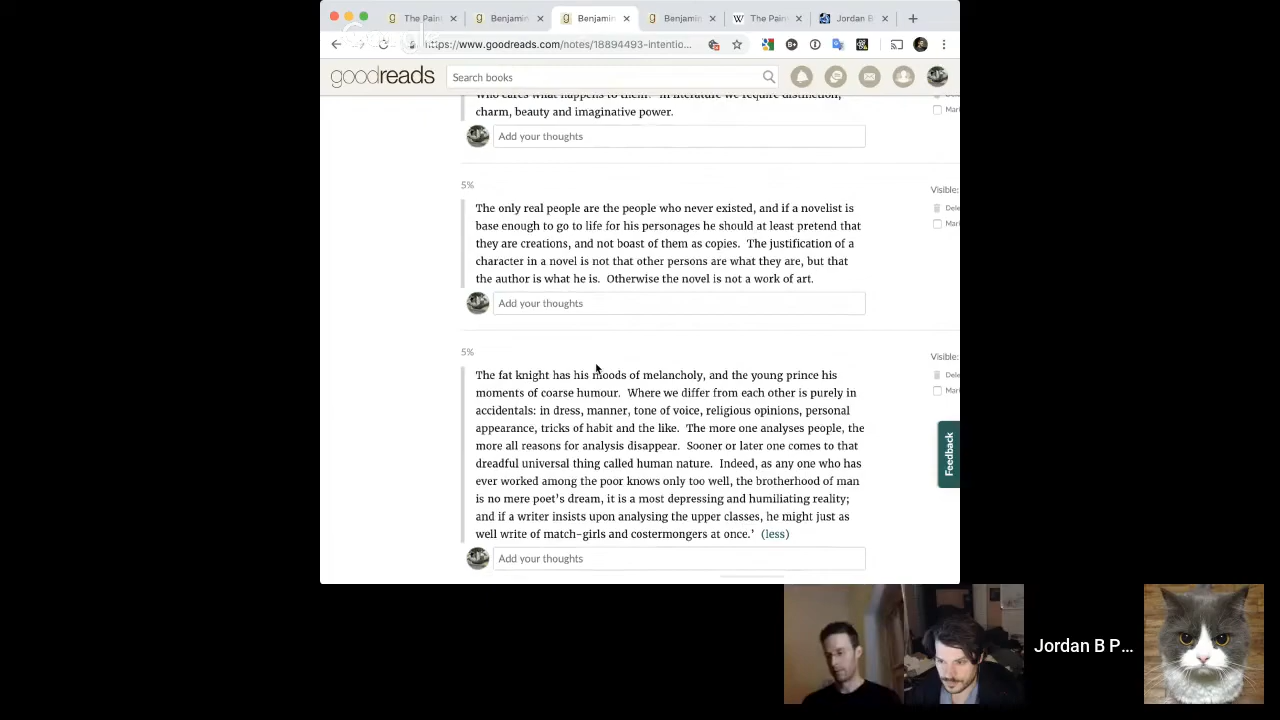 The Pain
Benjamin
Benjamin
Benjamin
The Pain
Jordan B
Google
https://www.goodreads.com/notes/18894493-intentio...
goodreads
Search books
who cares what happens to them? In literature we require distinction,
charm, beauty and imaginative power.
Mar
Add your thoughts
5%
Visible:
The only real people are the people who never existed, and if a novelist is
Dele
base enough to go to life for his personages he should at least pretend that
Mar
they are creations, and not boast of them as copies. The justification of a
character in a novel is not that other persons are what they are, but that
the author is what he is. Otherwise the novel is not a work of art.
Add your thoughts
5%
Visible:
The fat knight has his moods of melancholy, and the young prince his
Dele
moments of coarse humour. Where we differ from each other is purely in
Mar
accidentals: in dress, manner, tone of voice, religious opinions, personal
appearance, tricks of habit and the like. The more one analyses people, the
more all reasons for analysis disappear. Sooner or later one comes to that
dreadful universal thing called human nature. Indeed, as any one who has
ever worked among the poor knows only too well, the brotherhood of man
is no mere poet's dream, it is a most depressing and humiliating reality;
and if a writer insists upon analysing the upper classes, he might just as
well write of match-girls and costermongers at once.' (less)
Feedback
Add your thoughts
Jordan B P...